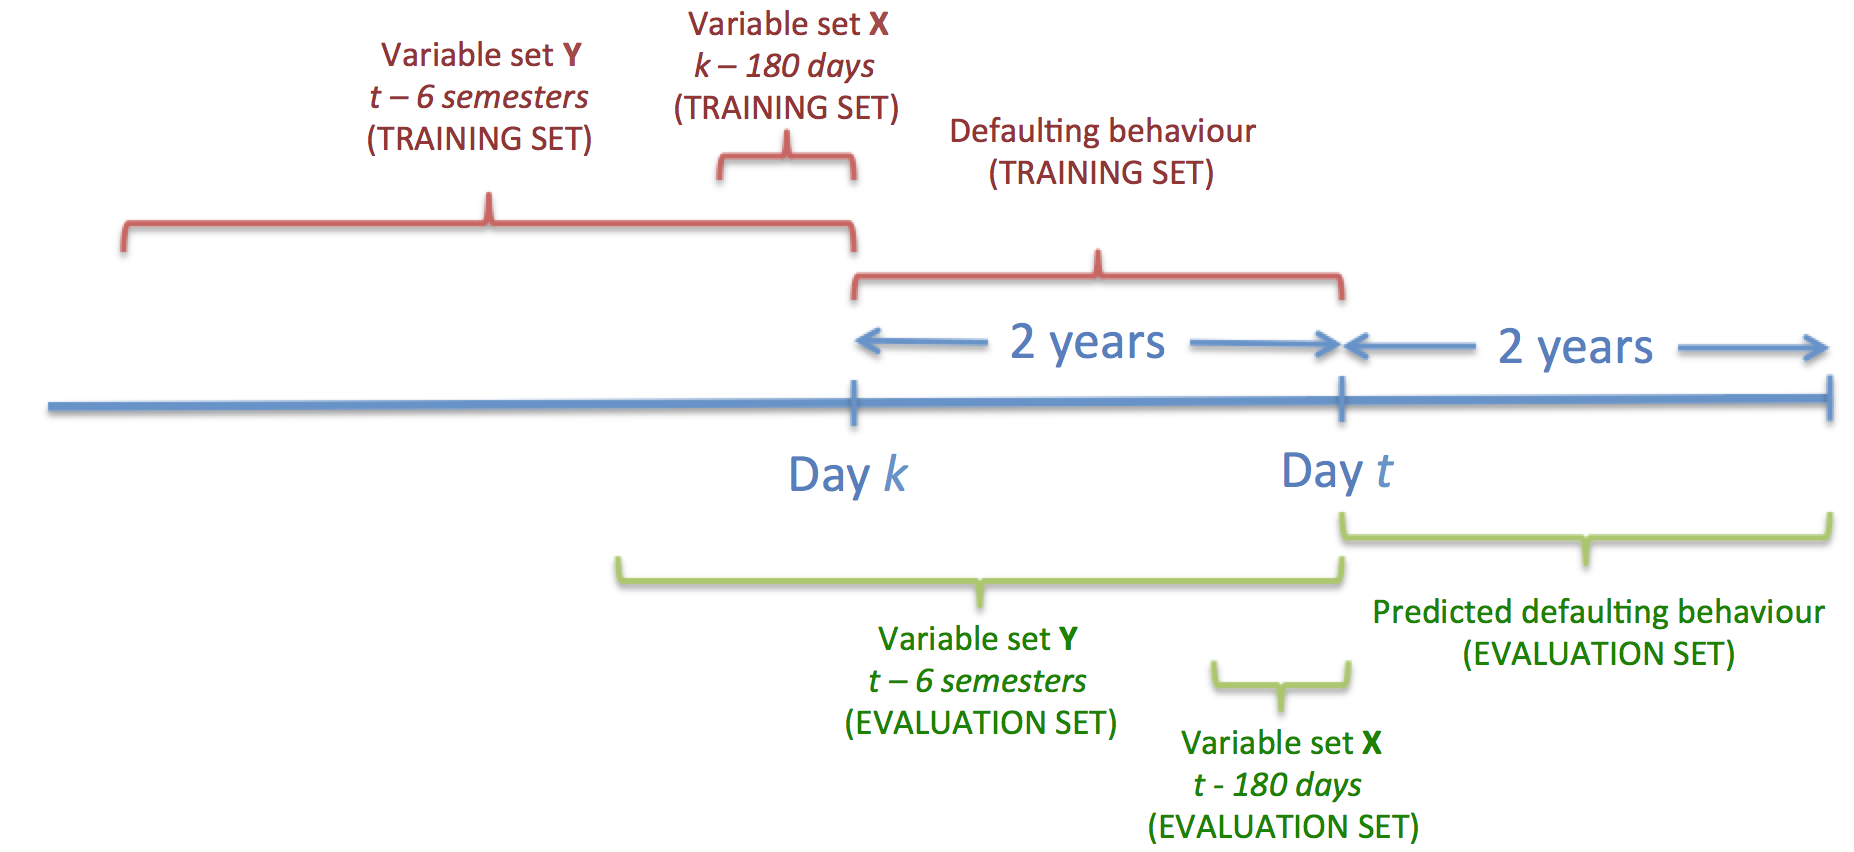 Variable set X
k – 180 days
(TRAINING SET)
Variable set Y
t – 6 semesters
(TRAINING SET)
Defaulting behaviour
(TRAINING SET)
2 years
2 years
Day k
Day t
Predicted defaulting behaviour
(EVALUATION SET)
Variable set Y
t – 6 semesters
(EVALUATION SET)
Variable set X
t - 180 days
(EVALUATION SET)